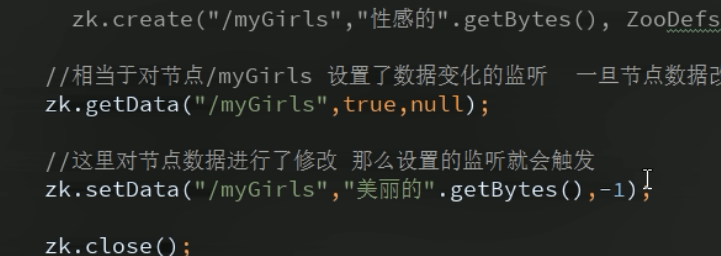 zk.create("/myGirls","性感的".getBytes(), ZooDefs
//相当于对节点/myGirls 设置了数据变化的监听 一旦节点数据改
zk.getData("/myGirls",true,null);
//这里对节点数据进行了修改 那么设置的监听就会触发
zk.setData("/myGirls","美丽的".getBytes(),-1);
zk.close();